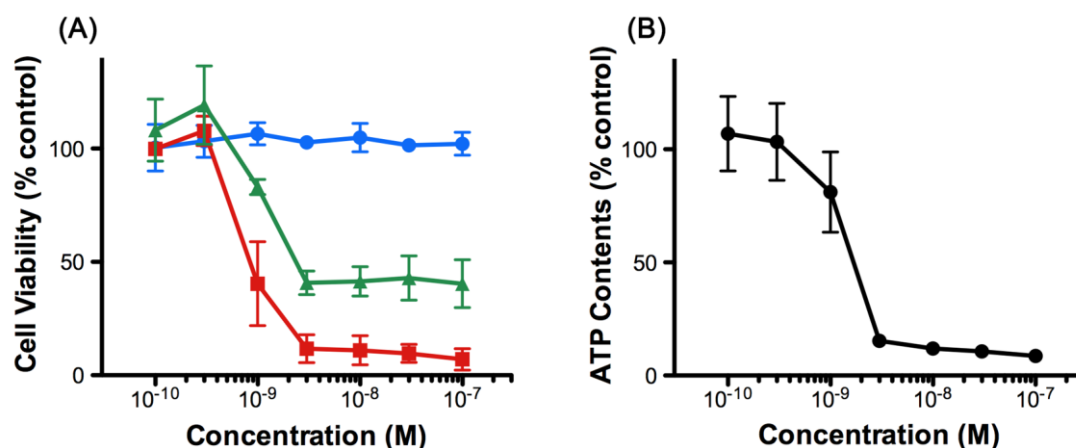 (A)
Cell Viability (% control)
100
50
0
10-10
10-9
10-8
10-7
Concentration (M)
(B)
ATP Contents (% control)
100
50
0
10-10
10-9
10-8
10-7
Concentration (M)